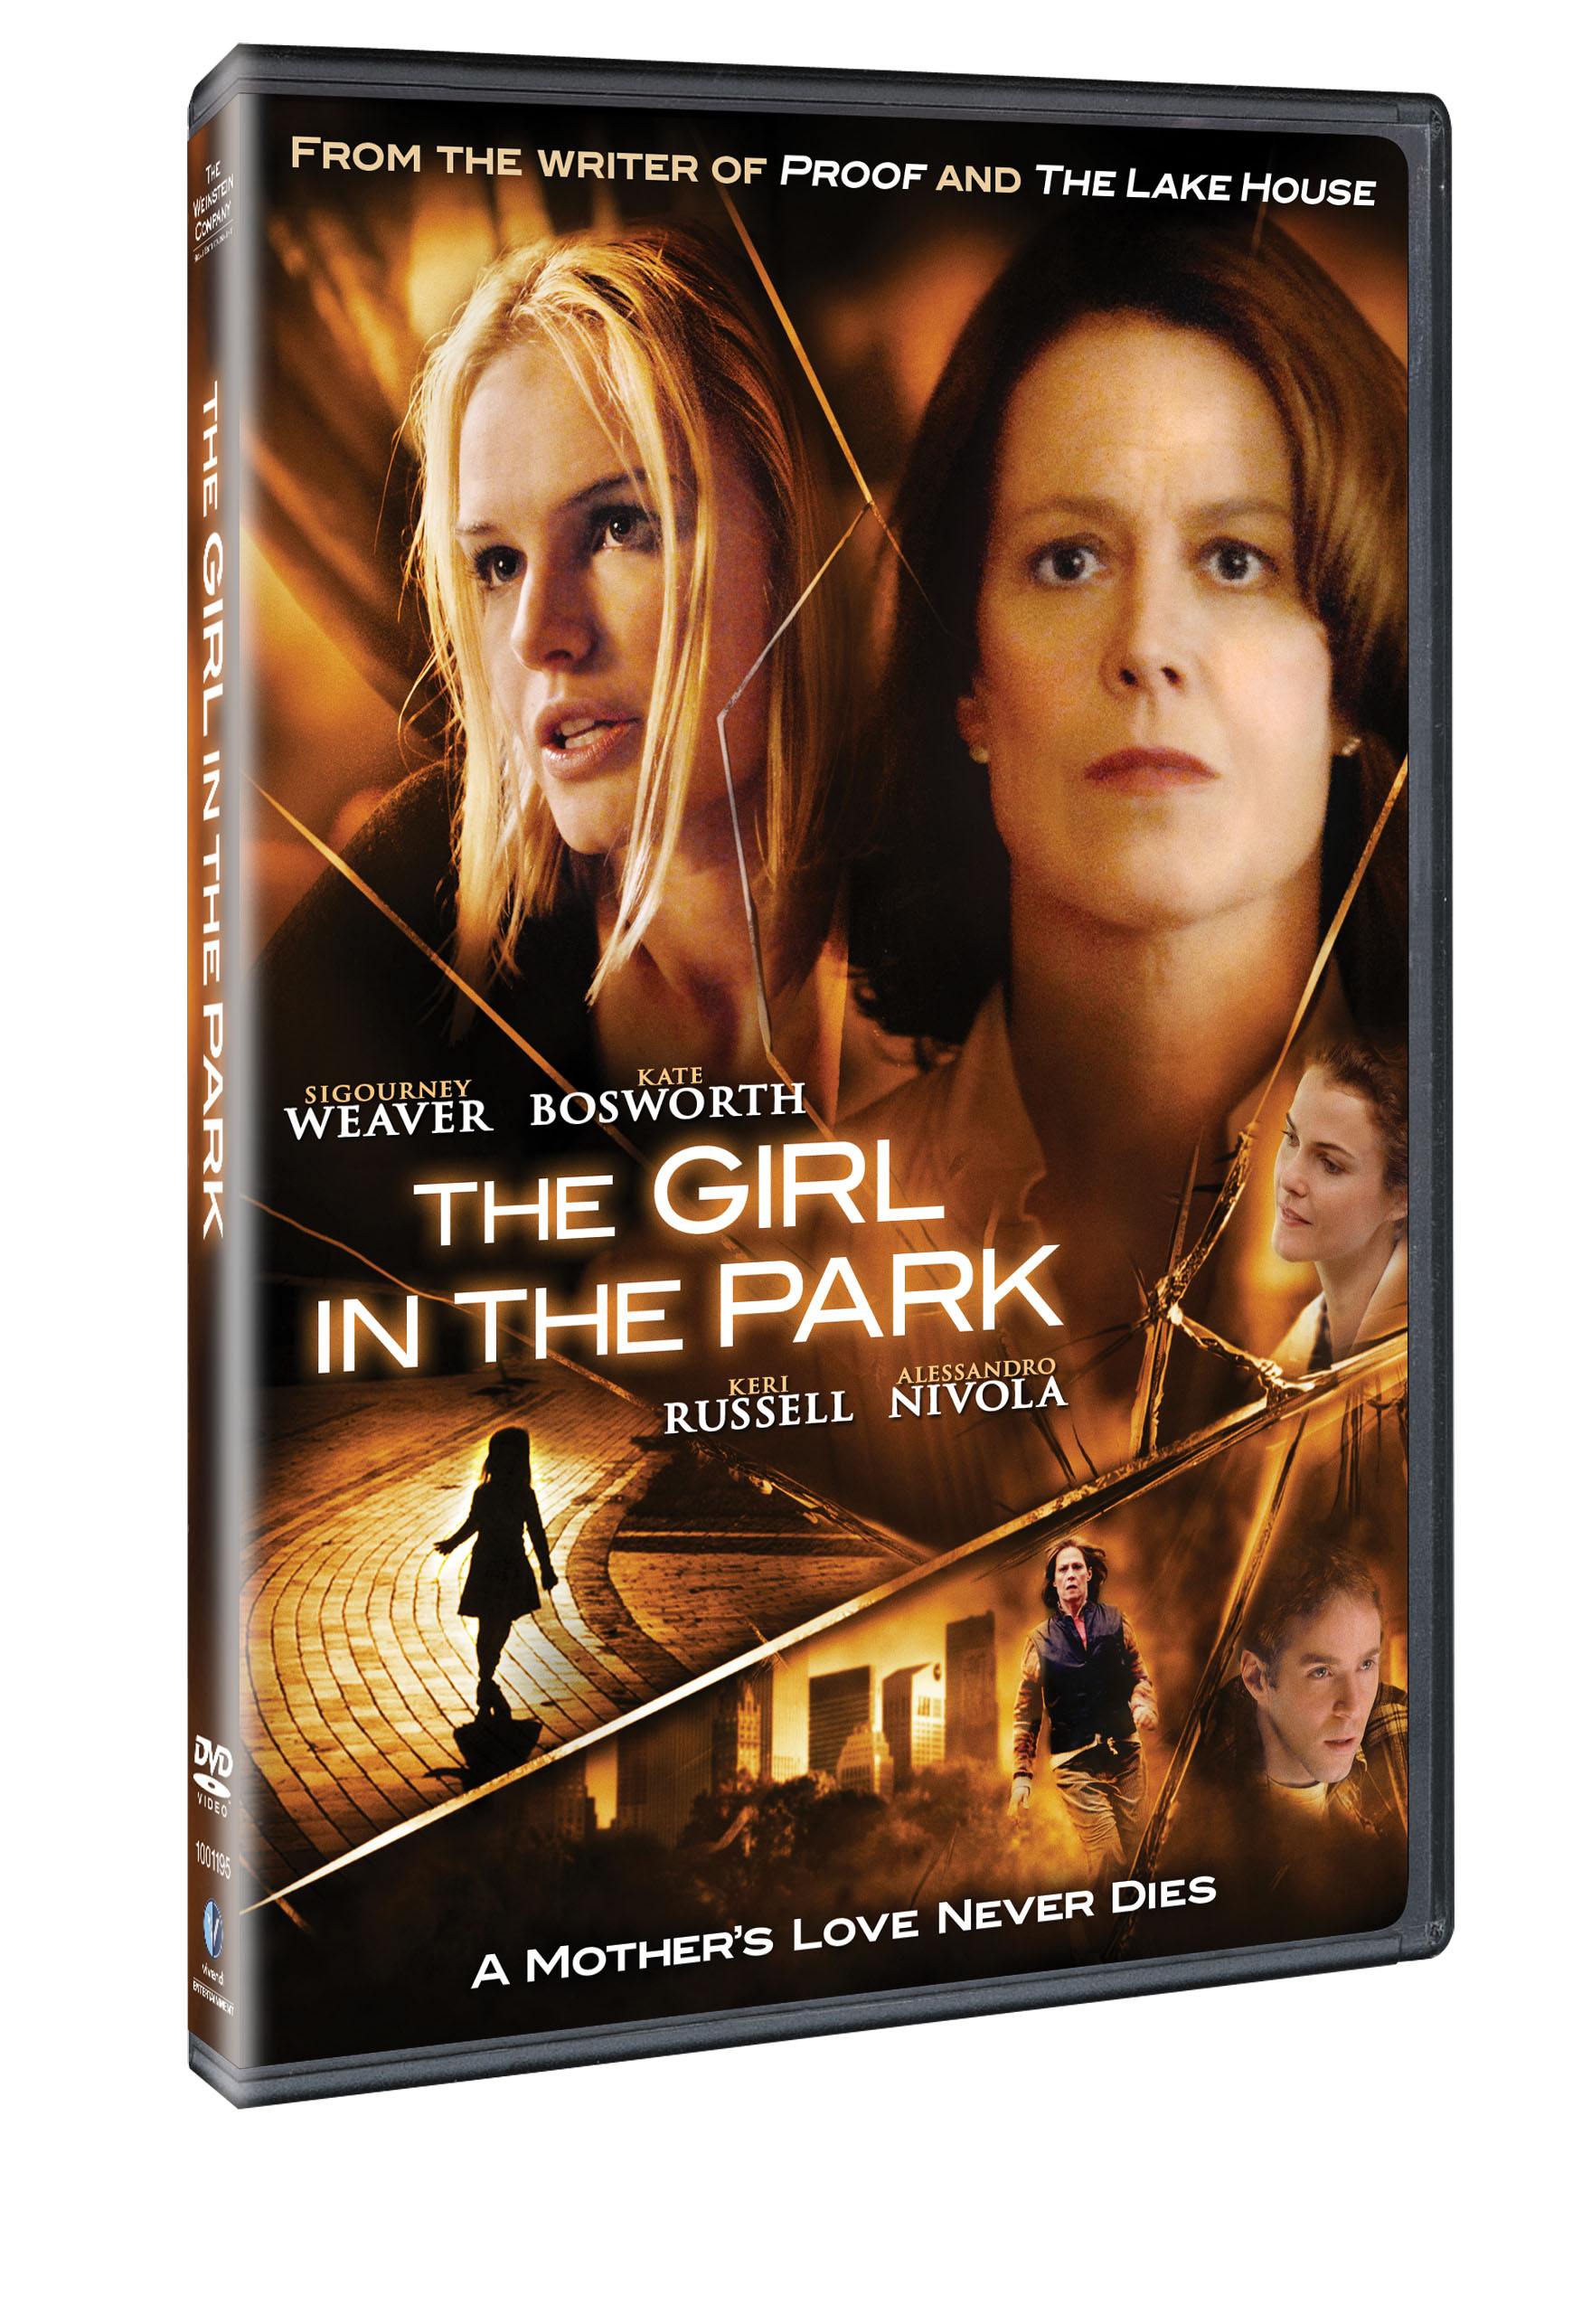 FROM THE WRITER OF PROOF AND THE LAKE HOUSE
SIGOURNEY KATE
WEAVER BOSWORTH
THE GIRL
IN THE PARK
KERI ALESSANDRO
RUSSELL NIVOLA
A MOTHER'S LOVE NEVER DIES
THE
WEINSTEIN
COMPANY
THE GIRL IN THE PARK
DVD
VIDEO
1001195
V
vivendi
ENTERTAINMENT